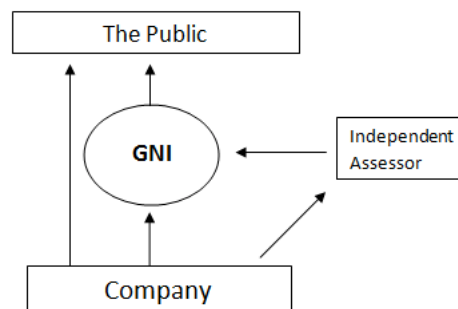 The Public
GNI
Independent
Assessor
Company